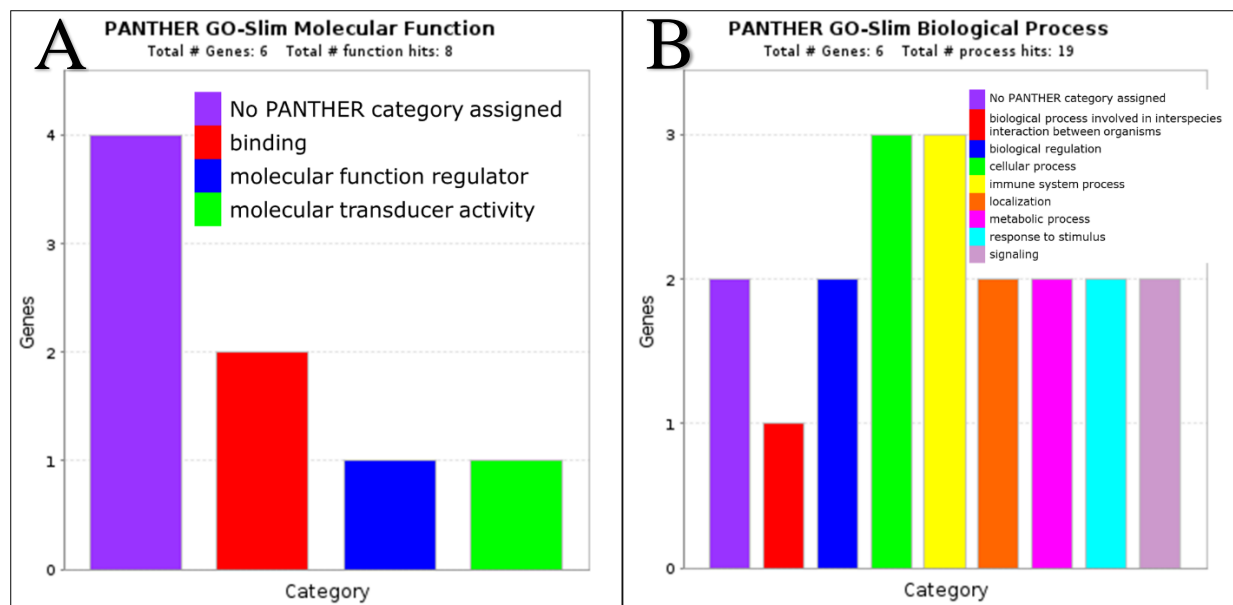 A
PANTHER GO-Slim Molecular Function
Total # Genes: 6 Total # function hits: 8
No PANTHER category assigned
binding
molecular function regulator
molecular transducer activity
4
3
2
1
0
Genes
Category
B
PANTHER GO-Slim Biological Process
Total # Genes: 6 Total # process hits: 19
No PANTHER category assigned
biological process involved in interspecies
interaction between organisms
biological regulation
cellular process
immune system process
localization
metabolic process
response to stimulus
signaling
3
2
1
0
Genes
Category